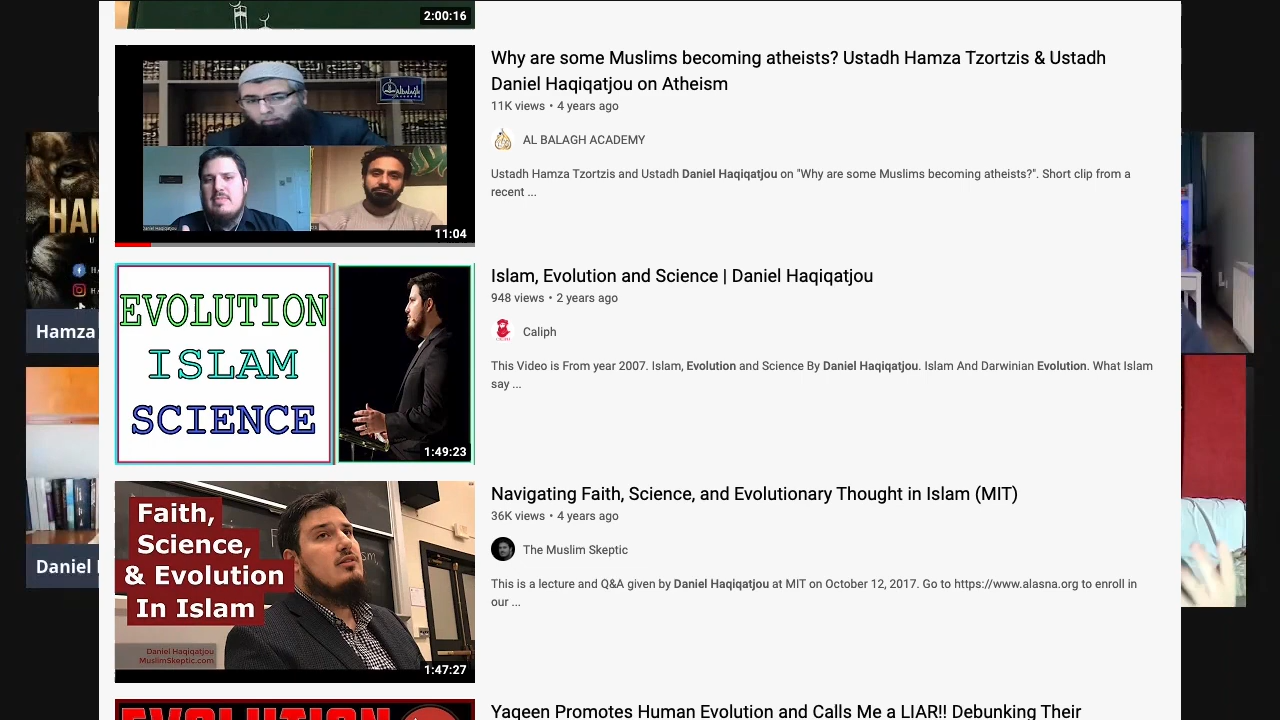 2:00:16
Why are some Muslims becoming atheists? Ustadh Hamza Tzortzis & Ustadh
Daniel Haqiqatjou on Atheism
11K views • 4 years ago
AL BALAGH ACADEMY
Ustadh Hamza Tzortzis and Ustadh Daniel Haqiqatjou on "Why are some Muslims becoming atheists?". Short clip from a
recent ...
Daniel Haqiqatjou
11:04
HAM
U
HA
HA
Hamza
EVOLUTION
ISLAM
SCIENCE
1:49:23
Islam, Evolution and Science | Daniel Haqiqatjou
948 views • 2 years ago
Caliph
This Video is From year 2007. Islam, Evolution and Science By Daniel Haqiqatjou. Islam And Darwinian Evolution. What Islam
say ...
Daniel
Faith,
Science,
& Evolution
In Islam
Daniel Haqiqatjou
MuslimSkeptic.com
1:47:27
Navigating Faith, Science, and Evolutionary Thought in Islam (MIT)
36K views • 4 years ago
The Muslim Skeptic
This is a lecture and Q&A given by Daniel Haqiqatjou at MIT on October 12, 2017. Go to https://www.alasna.org to enroll in
our ...
EVOLUTION
Yaqeen Promotes Human Evolution and Calls Me a LIAR!! Debunking Their